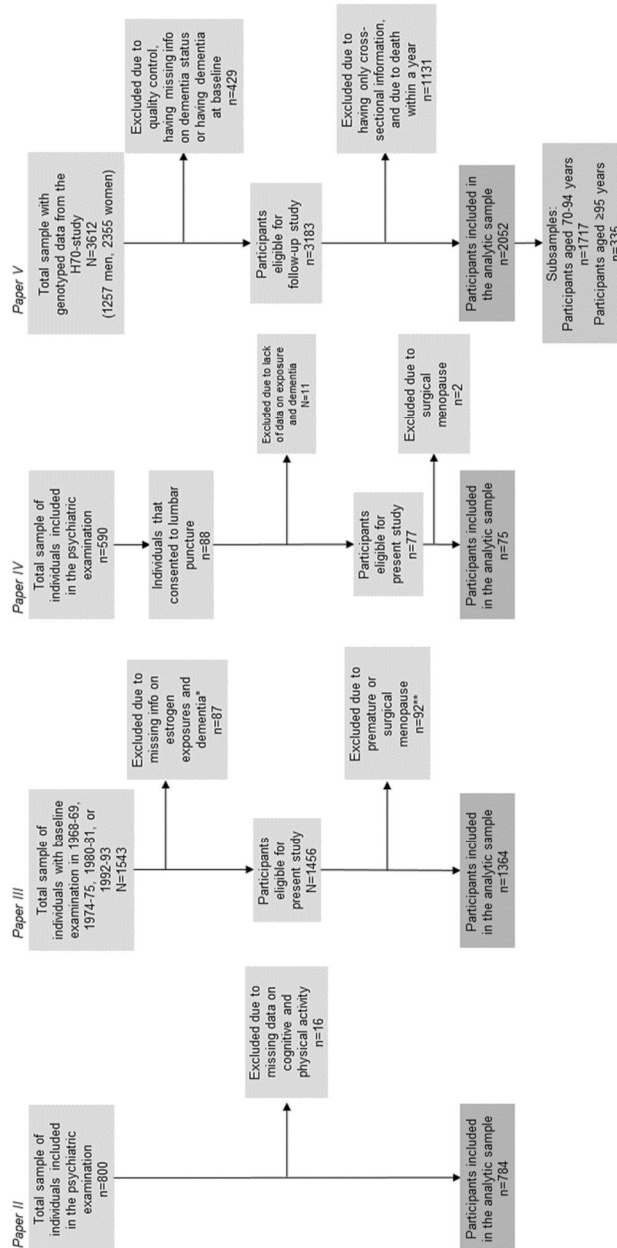 Paper II
Total sample of
individuals included
in the psychiatric
examination
n=800
Excluded due to
missing data on
cognitive and
physical activity
n=16
Participants included
in the analytic sample
n=784
Paper III
Total sample of
individuals with baseline
examination in 1968-69,
1974-75, 1980-81, or
1992-93
N=1543
Excluded due to
missing info on
estrogen
exposures and
dementia*
n=87
Participants
eligible for
present study
N=1456
Excluded due to
premature or
surgical
menopause
n=92**
Participants included
in the analytic sample
n=1364
Paper IV
Total sample of
individuals included
in the psychiatric
examination
n=590
Individuals that
consented to lumbar
puncture
n=88
Excluded due to lack
of data on exposure
and dementia
N=11
Participants
eligible for
present study
n=77
Excluded due to
surgical
menopause
n=2
Participants included
in the analytic sample
n=75
Paper V
Total sample with
genotyped data from the
H70-study
N=3612
(1257 men, 2355 women)
Excluded due to
quality control,
having missing info
on dementia status
or having dementia
at baseline
n=429
Participants
eligible for
follow-up study
n=3183
Excluded due to
having only cross-
sectional information,
and due to death
within a year
n=1131
Participants included in
the analytic sample
n=2052
Subsamples:
Participants aged 70-94 years
n=1717
Participants aged ≥95 years
n=335